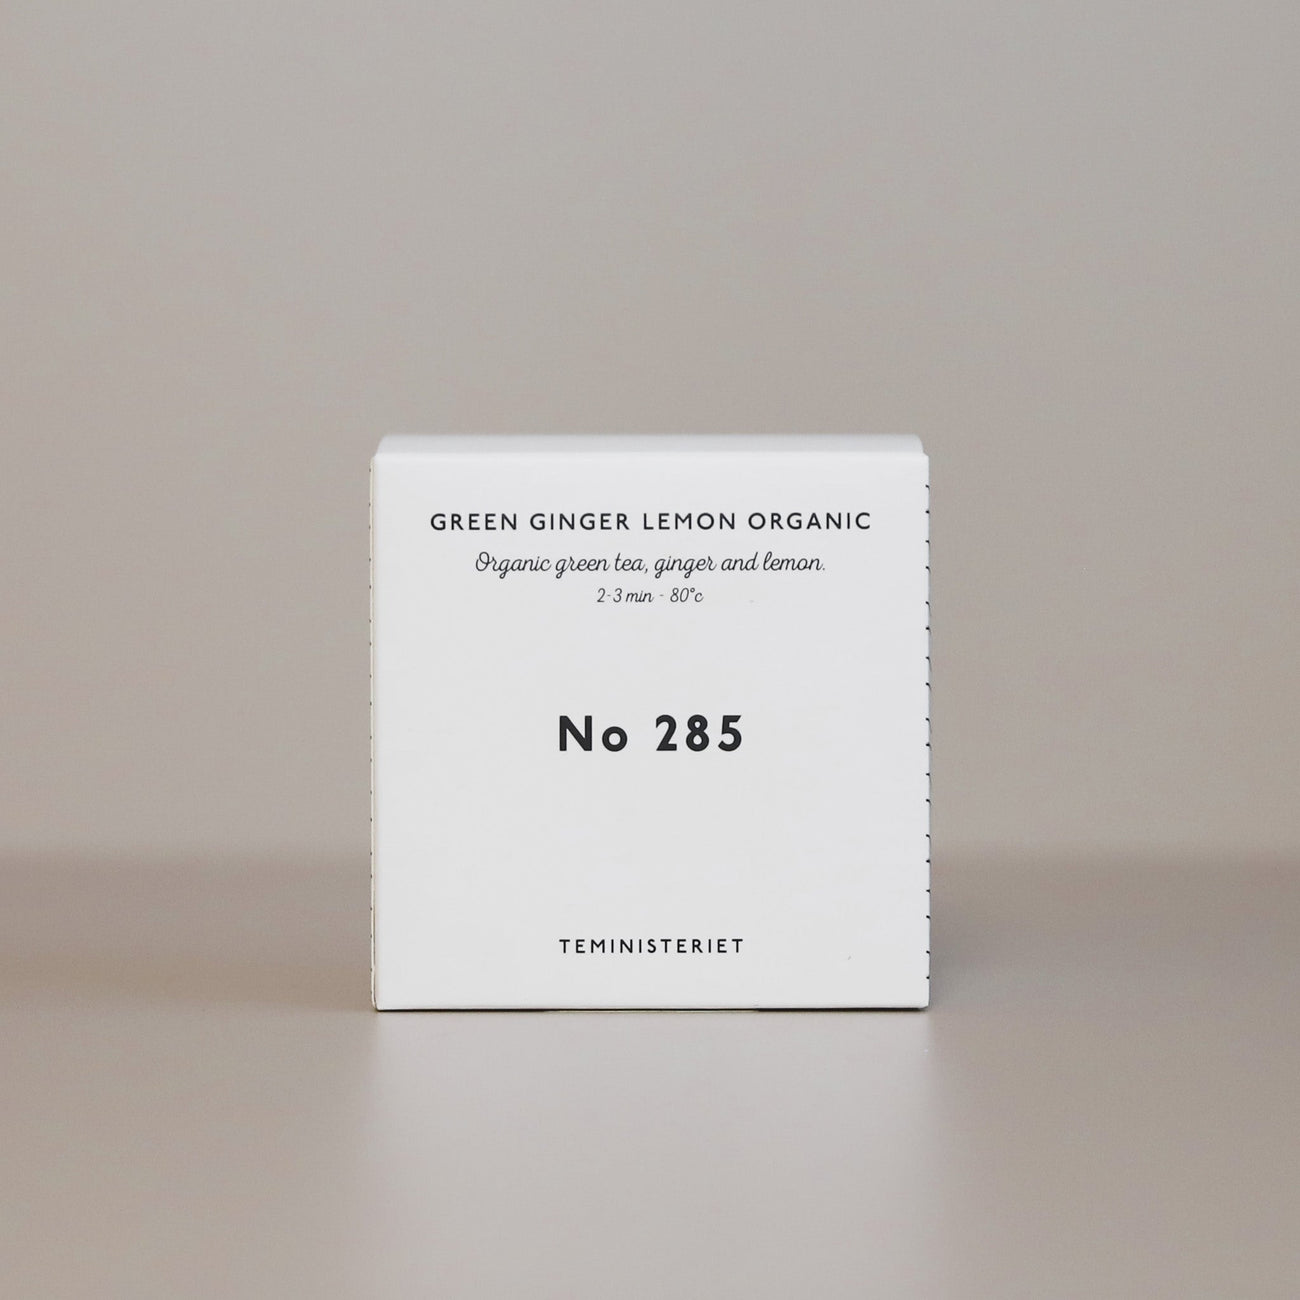 GREEN GINGER LEMON ORGANIC
Organic green tea, ginger and lemon.
2-3 min - 80°c
No 285
TEMINISTERIET